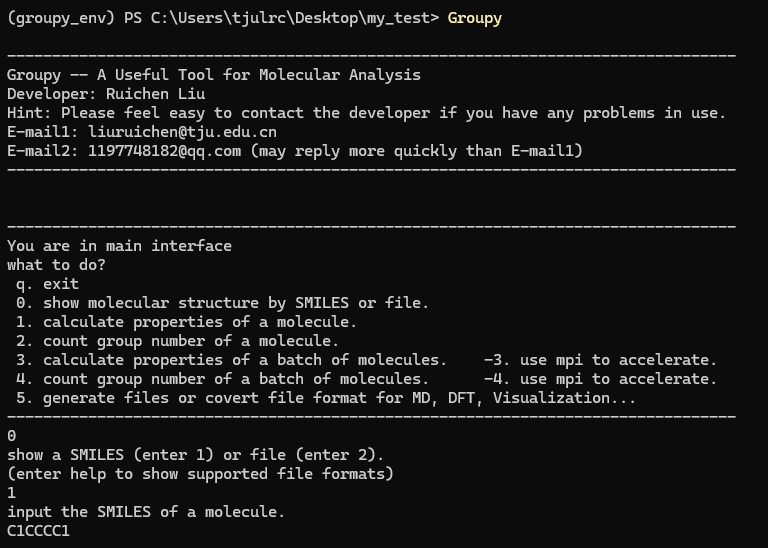 (groupy_env) PS C:\Users\tjulrc\Desktop\my_test> Groupy
---------------------------------------------------------------------------------
Groupy -- A Useful Tool for Molecular Analysis
Developer: Ruichen Liu
Hint: Please feel easy to contact the developer if you have any problems in use.
E-mail1: liuruichen@tju.edu.cn
E-mail2: 1197748182@qq.com (may reply more quickly than E-mail1)
---------------------------------------------------------------------------------
---------------------------------------------------------------------------------
You are in main interface
what to do?
 q. exit
 0. show molecular structure by SMILES or file.
 1. calculate properties of a molecule.
 2. count group number of a molecule.
 3. calculate properties of a batch of molecules.    -3. use mpi to accelerate.
 4. count group number of a batch of molecules.      -4. use mpi to accelerate.
 5. generate files or covert file format for MD, DFT, Visualization...
---------------------------------------------------------------------------------
0
show a SMILES (enter 1) or file (enter 2).
(enter help to show supported file formats)
1
input the SMILES of a molecule.
C1CCCC1